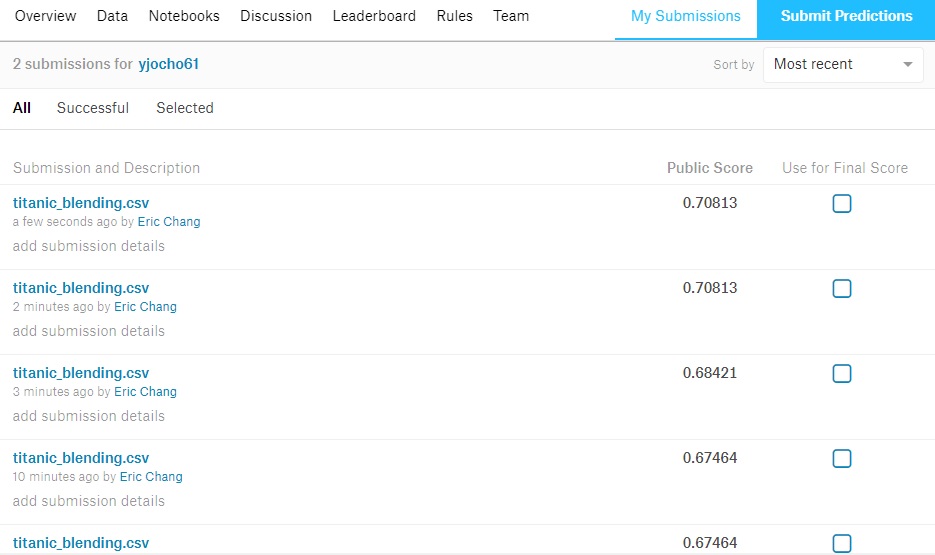 Overview Data Notebooks Discussion Leaderboard Rules Team My Submissions Submit Predictions
2 submissions for yjocho61 Sort by Most recent
All Successful Selected
Submission and Description Public Score Use for Final Score
titanic_blending.csv 0.70813
a few seconds ago by Eric Chang
add submission details
titanic_blending.csv 0.70813
2 minutes ago by Eric Chang
add submission details
titanic_blending.csv 0.68421
3 minutes ago by Eric Chang
add submission details
titanic_blending.csv 0.67464
10 minutes ago by Eric Chang
add submission details
titanic_blending.csv 0.67464